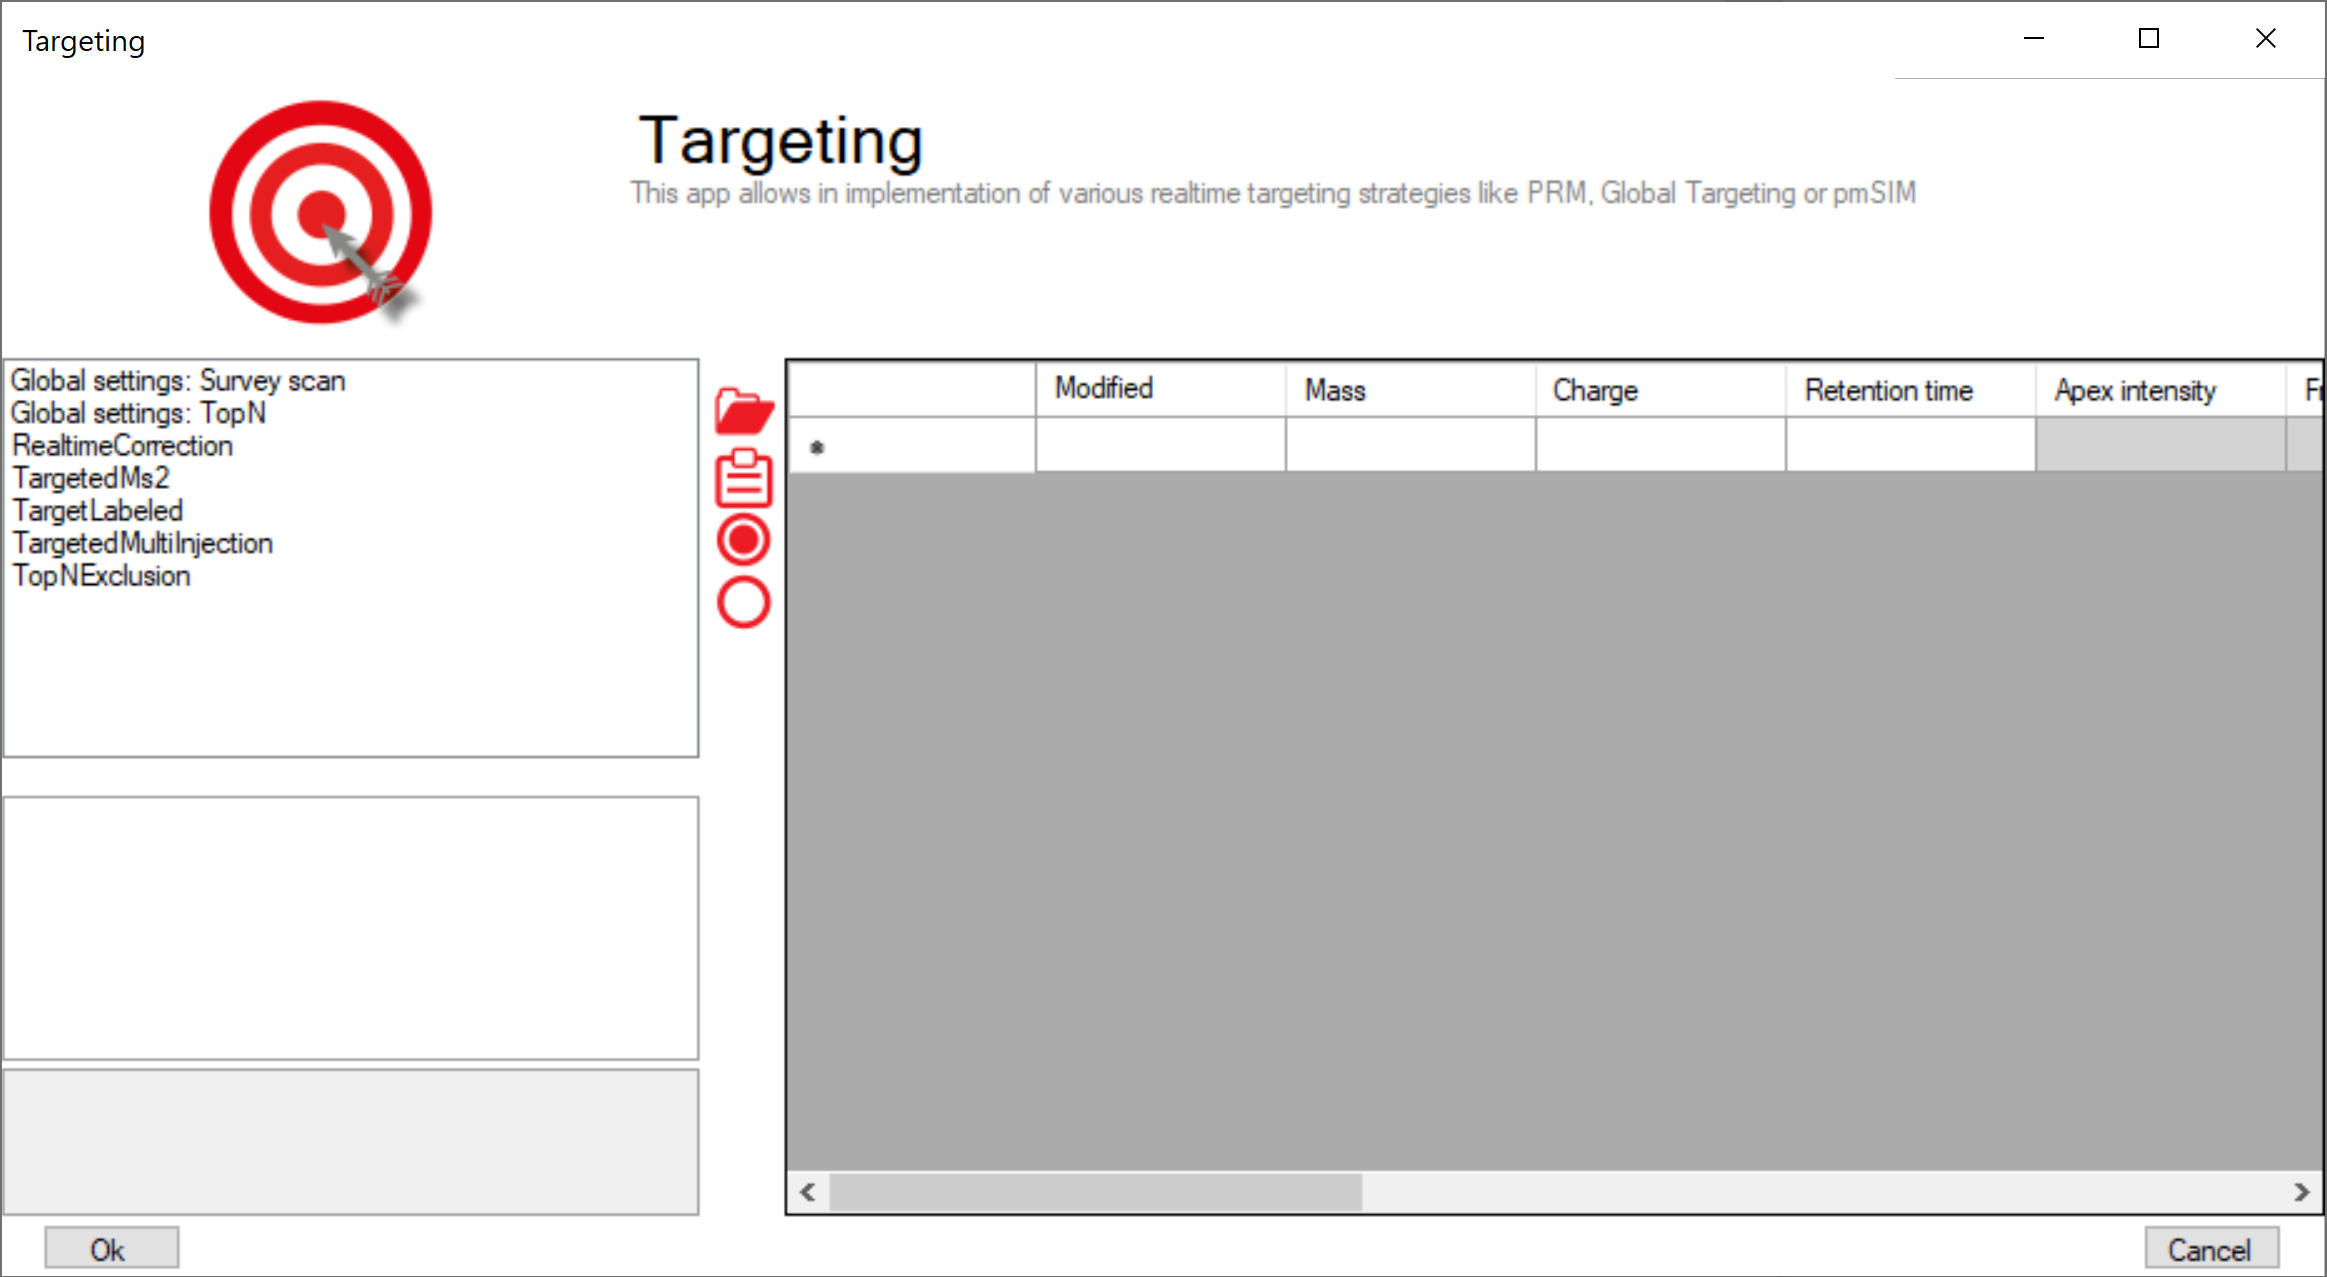 Targeting
Targeting
This app allows in implementation of various realtime targeting strategies like PRM, Global Targeting or pmSIM
Global settings: Survey scan
Global settings: TopN
RealtimeCorrection
TargetedMs2
TargetLabeled
TargetedMultiInjection
TopNExclusion
Modified Mass Charge Retention time Apex intensity
Ok
Cancel